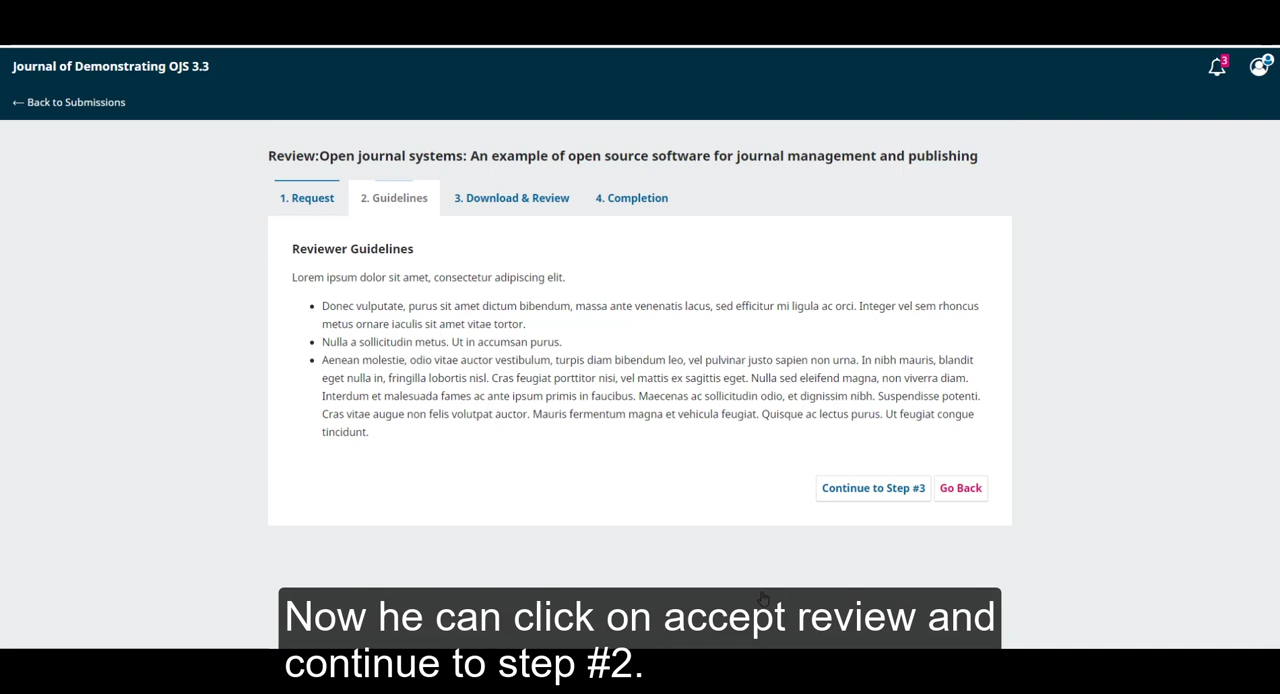 Journal of Demonstrating OJS 3.3
3
← Back to Submissions
Review:Open journal systems: An example of open source software for journal management and publishing
1. Request
2. Guidelines
3. Download & Review
4. Completion
Reviewer Guidelines
Lorem ipsum dolor sit amet, consectetur adipiscing elit.
• Donec vulputate, purus sit amet dictum bibendum, massa ante venenatis lacus, sed efficitur mi ligula ac orci. Integer vel sem rhoncus
metus ornare iaculis sit amet vitae tortor.
• Nulla a sollicitudin metus. Ut in accumsan purus.
• Aenean molestie, odio vitae auctor vestibulum, turpis diam bibendum leo, vel pulvinar justo sapien non urna. In nibh mauris, blandit
eget nulla in, fringilla lobortis nisl. Cras feugiat porttitor nisi, vel mattis ex sagittis eget. Nulla sed eleifend magna, non viverra diam.
Interdum et malesuada fames ac ante ipsum primis in faucibus. Maecenas ac sollicitudin odio, et dignissim nibh. Suspendisse potenti.
Cras vitae augue non felis volutpat auctor. Mauris fermentum magna et vehicula feugiat. Quisque ac lectus purus. Ut feugiat congue
tincidunt.
Continue to Step #3
Go Back
Now he can click on accept review and
continue to step #2.